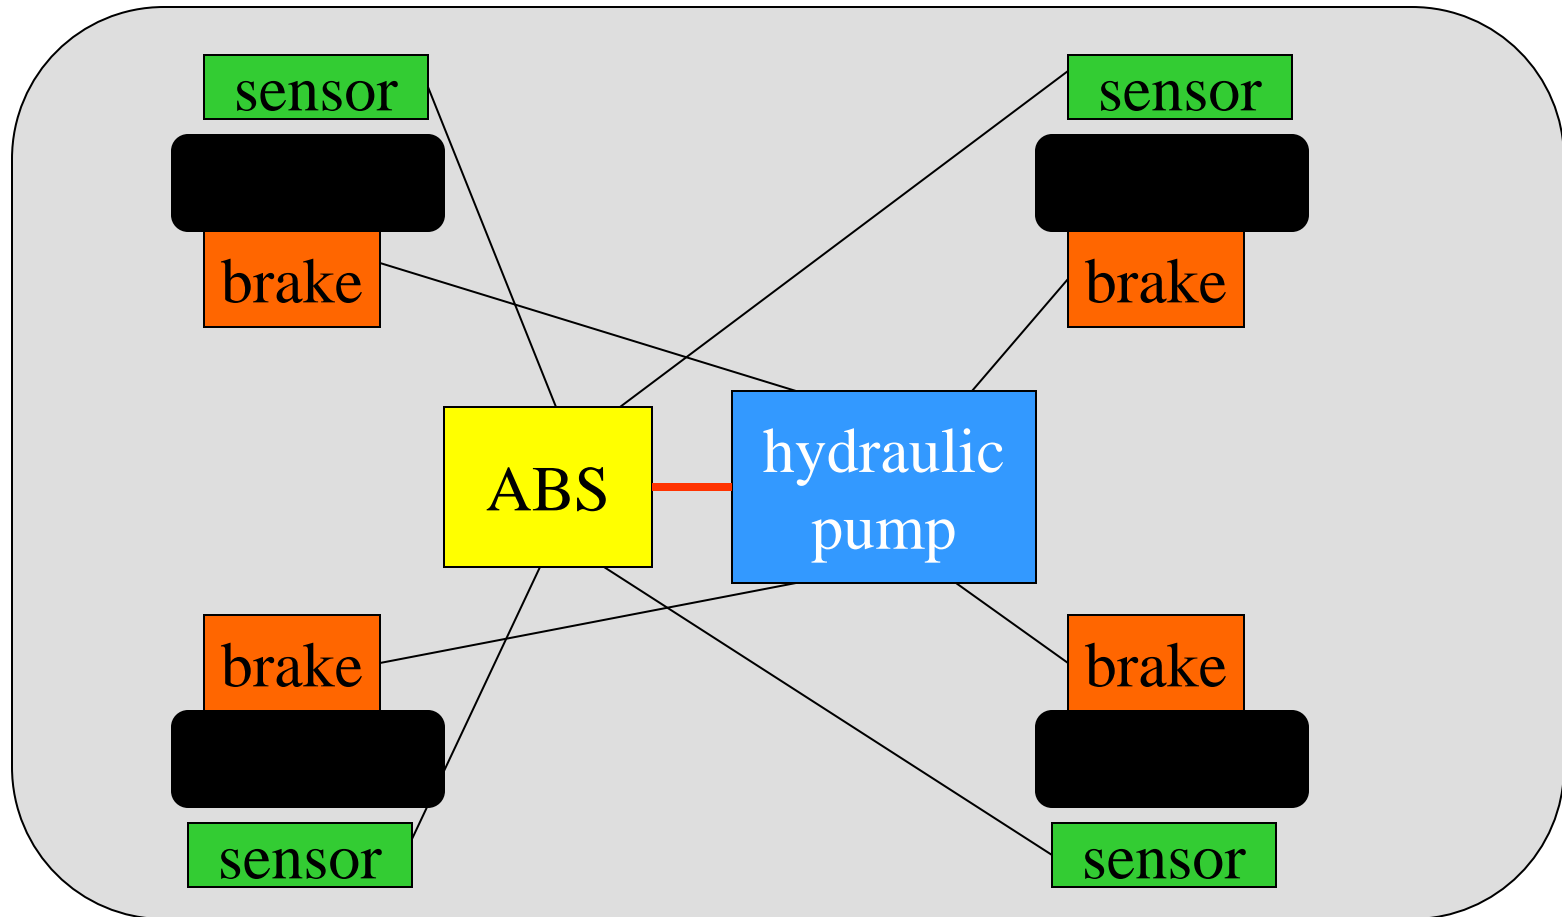 sensor
sensor
brake
brake
ABS
hydraulic
pump
brake
brake
sensor
sensor